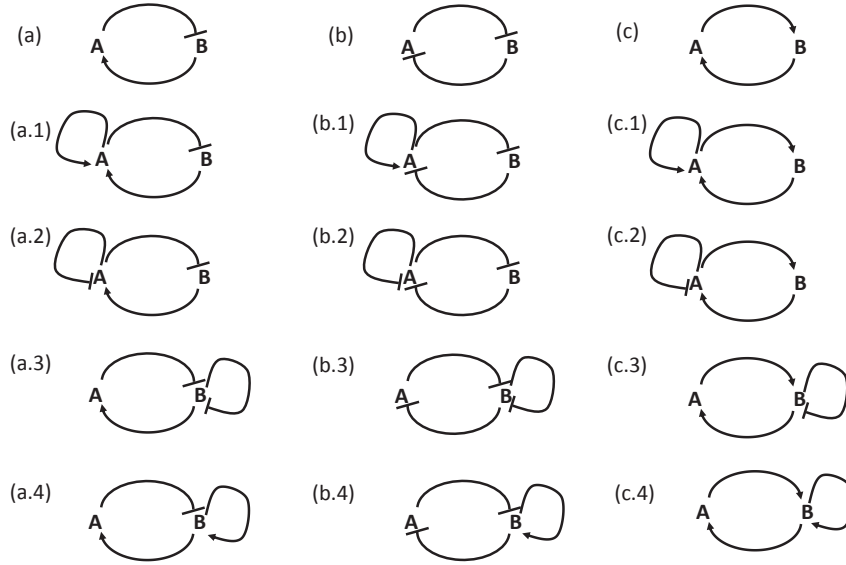 (a) A B (b) A B (c) A B
(a.1) A B (b.1) A B (c.1) A B
(a.2) A B (b.2) A B (c.2) A B
(a.3) A B (b.3) A B (c.3) A B
(a.4) A B (b.4) A B (c.4) A B